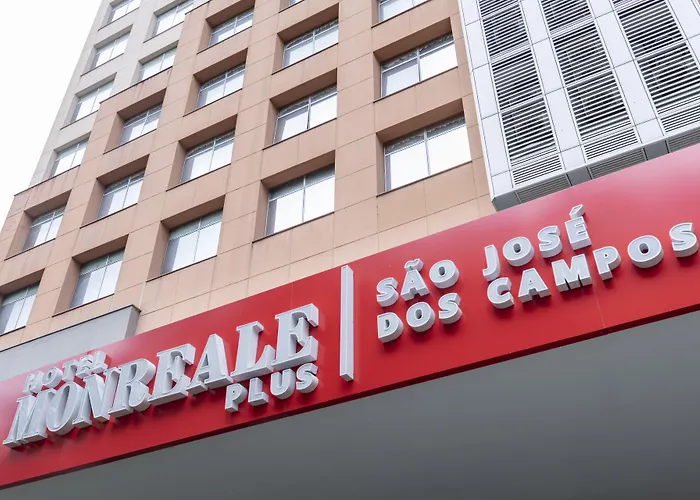 HOTEL
MONREALE
PLUS
SÃO JOSÉ
DOS CAMPOS